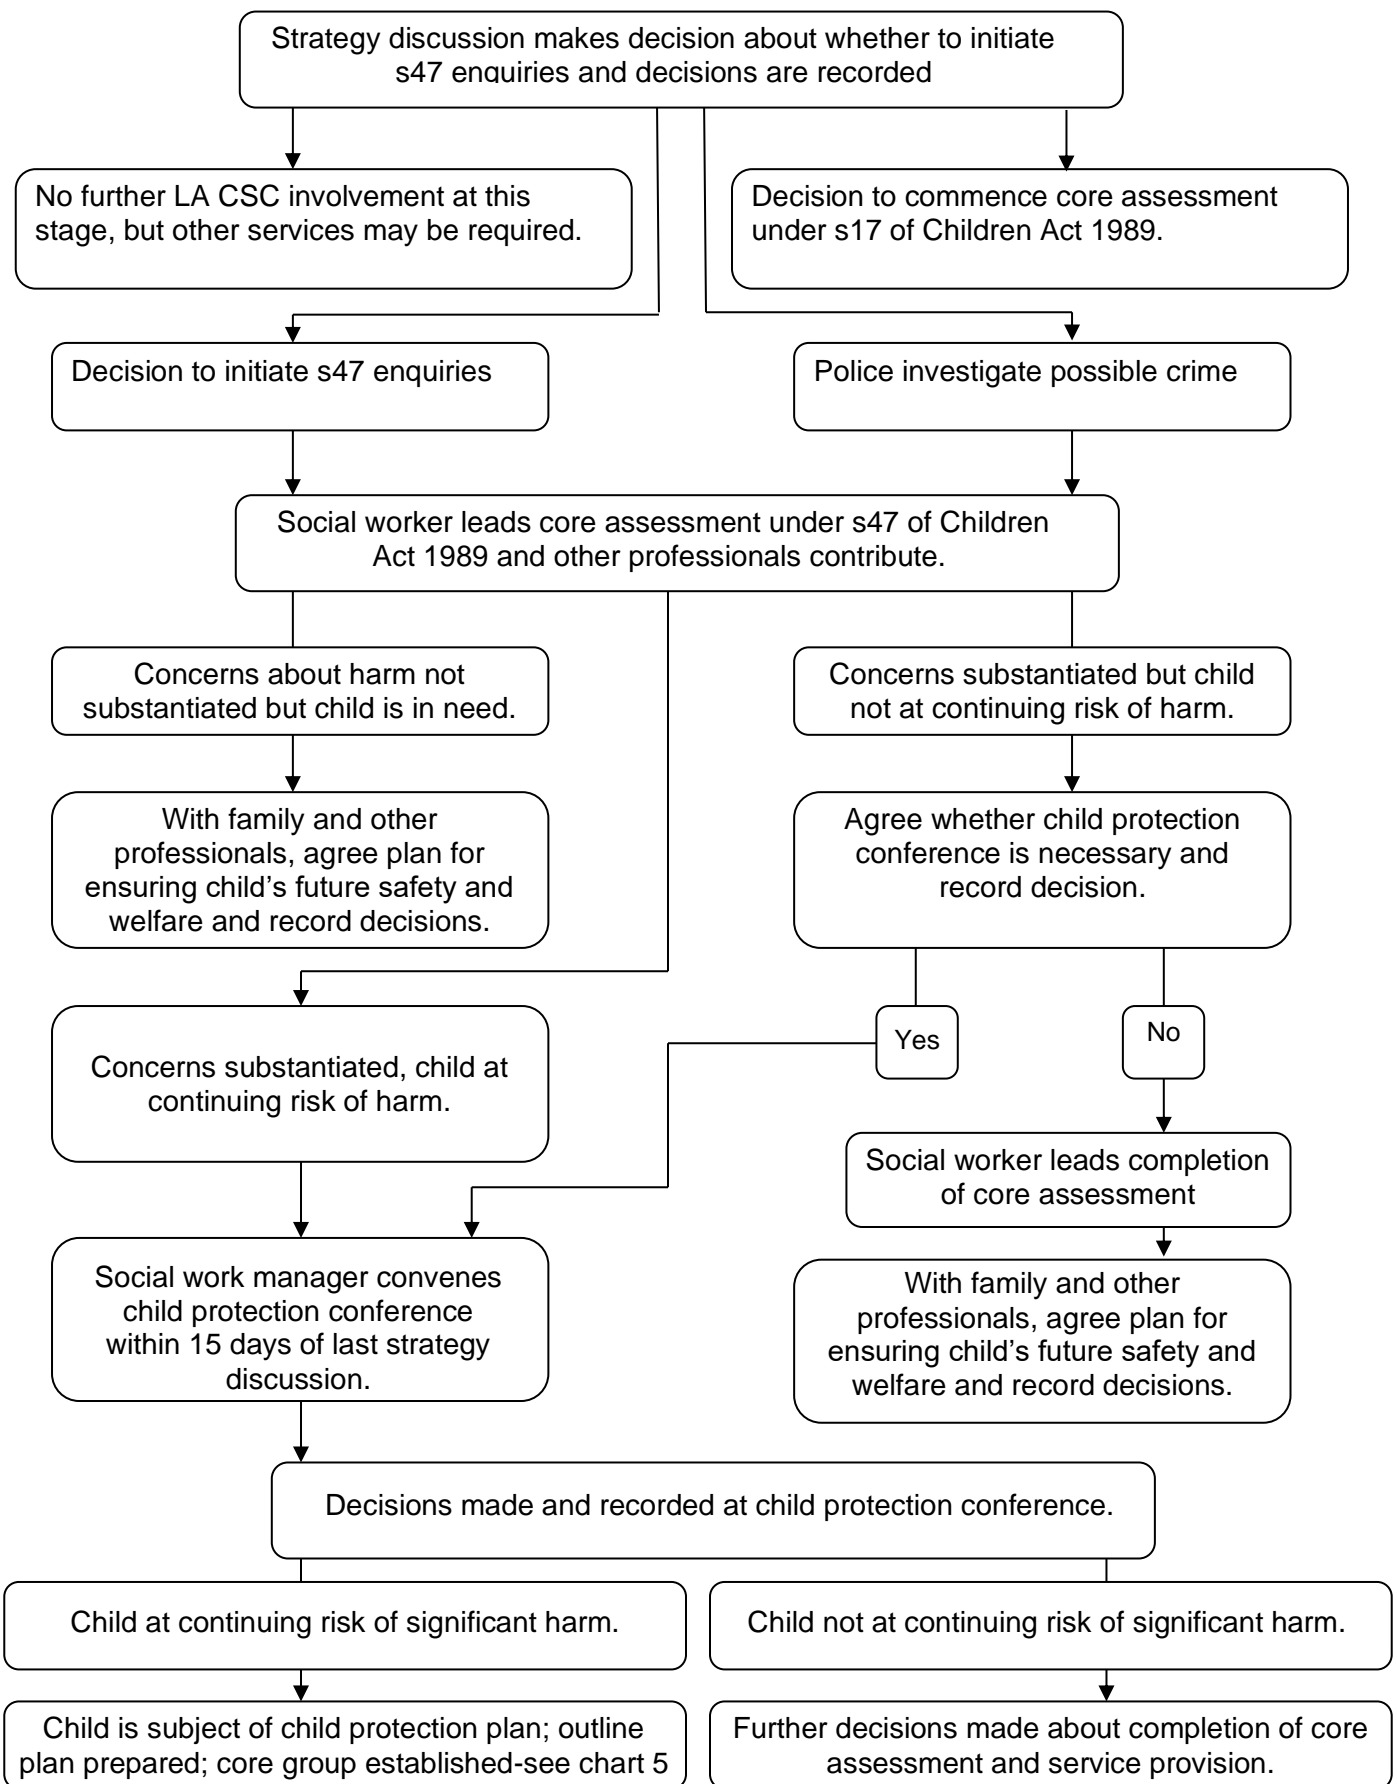 Strategy discussion makes decision about whether to initiate
s47 enquiries and decisions are recorded
No further LA CSC involvement at this
stage, but other services may be required.
Decision to commence core assessment
under s17 of Children Act 1989.
Decision to initiate s47 enquiries
Police investigate possible crime
Social worker leads core assessment under s47 of Children
Act 1989 and other professionals contribute.
Concerns about harm not
substantiated but child is in need.
Concerns substantiated but child
not at continuing risk of harm.
With family and other
professionals, agree plan for
ensuring child’s future safety and
welfare and record decisions.
Agree whether child protection
conference is necessary and
record decision.
Concerns substantiated, child at
continuing risk of harm.
Yes
No
Social worker leads completion
of core assessment
Social work manager convenes
child protection conference
within 15 days of last strategy
discussion.
With family and other
professionals, agree plan for
ensuring child’s future safety and
welfare and record decisions.
Decisions made and recorded at child protection conference.
Child at continuing risk of significant harm.
Child not at continuing risk of significant harm.
Child is subject of child protection plan; outline
plan prepared; core group established-see chart 5
Further decisions made about completion of core
assessment and service provision.